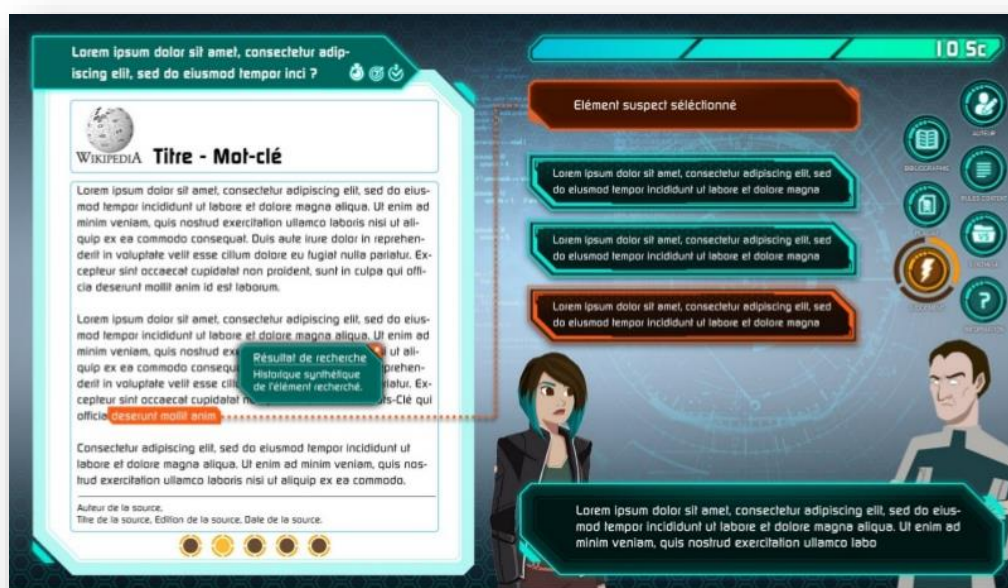 Lorem ipsum dolor sit amet, consectetur adip-
iscing elit, sed do eiusmod tempor inci ?
WIKIPEDIA
Titre - Mot-clé
Lorem ipsum dolor sit amet, consectetur adipiscing elit, sed do eius-
mod tempor incididunt ut labore et dolore magna aliqua. Ut enim ad
minim veniam, quis nostrud exercitation ullamco laboris nisi ut ali-
quip ex ea commodo consequat. Duis aute irure dolor in reprehen-
derit in voluptate velit esse cillum dolore eu fugiat nulla pariatur. Ex-
cepteur sint occaecat cupidatat non proident, sunt in culpa qui offi-
cia deserunt mollit anim id est laborum.
Lorem ipsum dolor sit amet, consectetur adipiscing elit, sed do eius-
mod tempor incididunt ut labore et dolore magna aliqua. Ut enim ad
minim veniam, quis nostrud ut ali-
quip ex ea commodo consequat prehen-
derit in voluptate velit esse riatur. Ex-
cepteur sint occaecat cupidatat ts-Clé qui
officia deserunt mollit anim
Résultat de recherche
Historique synthétique
de l'élément recherché.
Consectetur adipiscing elit, sed do eiusmod tempor incididunt ut
labore et dolore magna aliqua. Ut enim ad minim veniam, quis nos-
trud exercitation ullamco laboris nisi ut aliquip ex ea commodo.
Auteur de la source,
Titre de la source, Edition de la source, Date de la source.
10 Sc
Elément suspect séléctionné
Lorem ipsum dolor sit amet, consectetur adipiscing elit, sed
do eiusmod tempor incididunt ut labore et dolore magna
Lorem ipsum dolor sit amet, consectetur adipiscing elit, sed
do eiusmod tempor incididunt ut labore et dolore magna
Lorem ipsum dolor sit amet, consectetur adipiscing elit, sed
do eiusmod tempor incididunt ut labore et dolore magna
AUTEUR
BIBLIOGRAPHIE
Lorem ipsum dolor sit amet, consectetur adipiscing elit, sed do eius-
mod tempor incididunt ut labore et dolore magna aliqua. Ut enim ad
minim veniam, quis nostrud exercitation ullamco labo